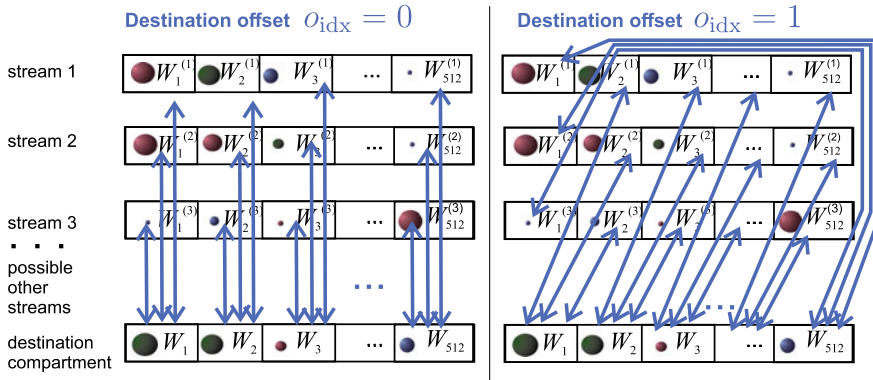 Destination offset o_idx = 0
stream 1 W_1^(1) W_2^(1) W_3^(1) ... W_512^(1)
stream 2 W_1^(2) W_2^(2) W_3^(2) ... W_512^(2)
stream 3 W_1^(3) W_2^(3) W_3^(3) ... W_512^(3)
. . .
possible
other
streams
...
destination
compartment W_1 W_2 W_3 ... W_512
Destination offset o_idx = 1
W_1^(1) W_2^(1) W_3^(1) ... W_512^(1)
W_1^(2) W_2^(2) W_3^(2) ... W_512^(2)
W_1^(3) W_2^(3) W_3^(3) ... W_512^(3)
...
W_1 W_2 W_3 ... W_512